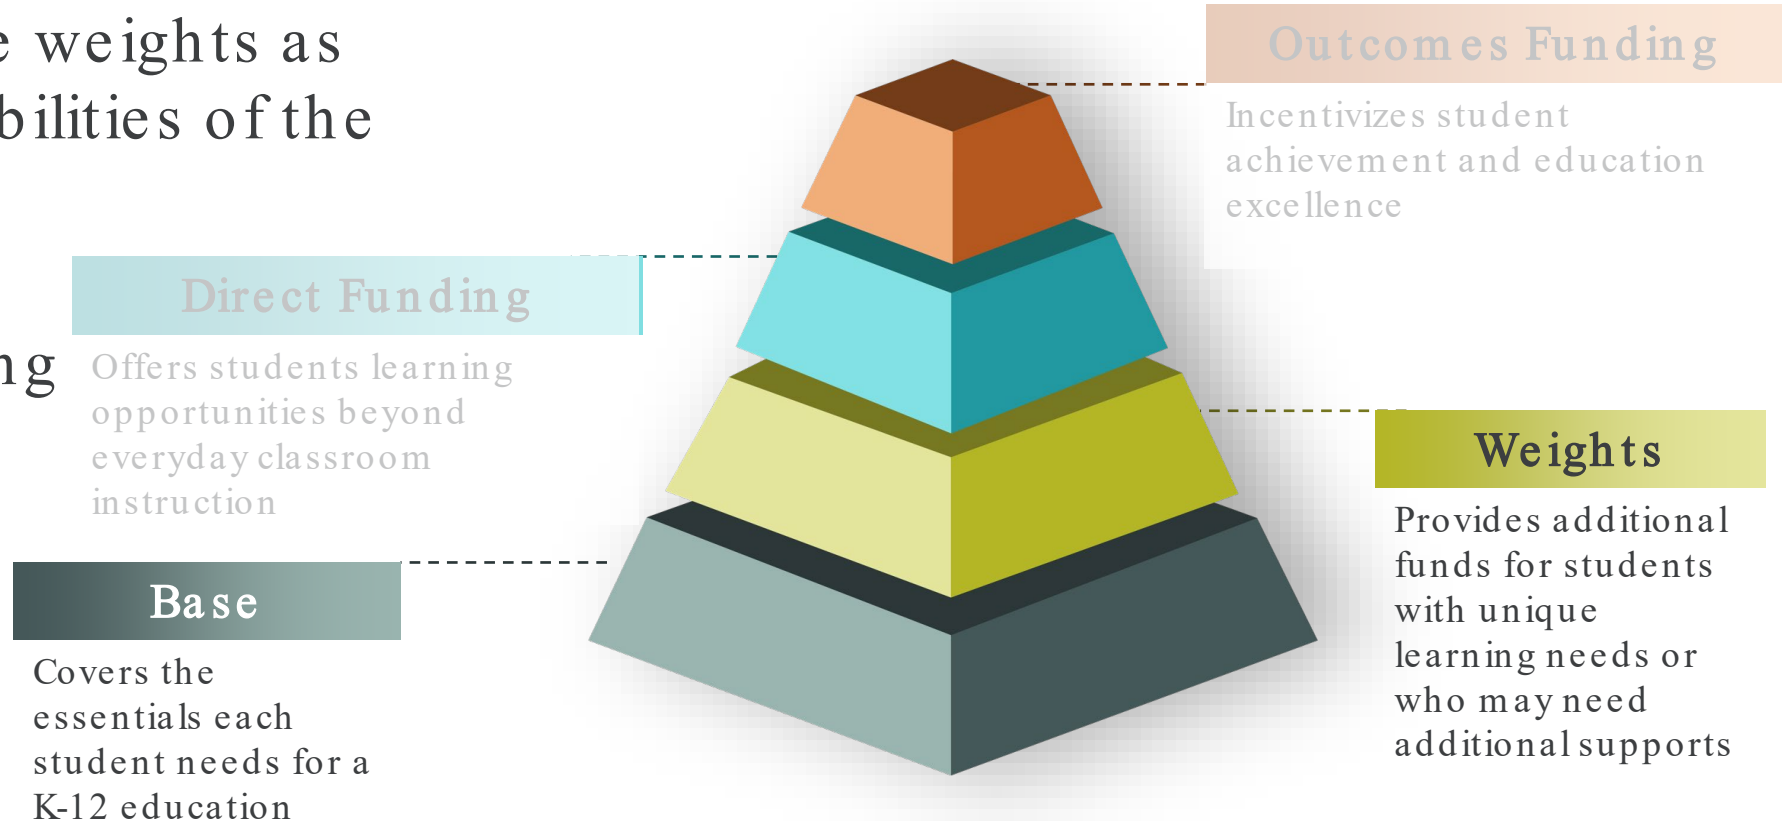 weights as
of the
Outcomes Funding
Incentivizes student
achievement and education
excellence
Direct Funding
Offers students learning
opportunities beyond
everyday classroom
instruction
Weights
Provides additional
funds for students
with unique
learning needs or
who may need
additional supports
Base
Covers the
essentials each
student needs for a
K-12 education